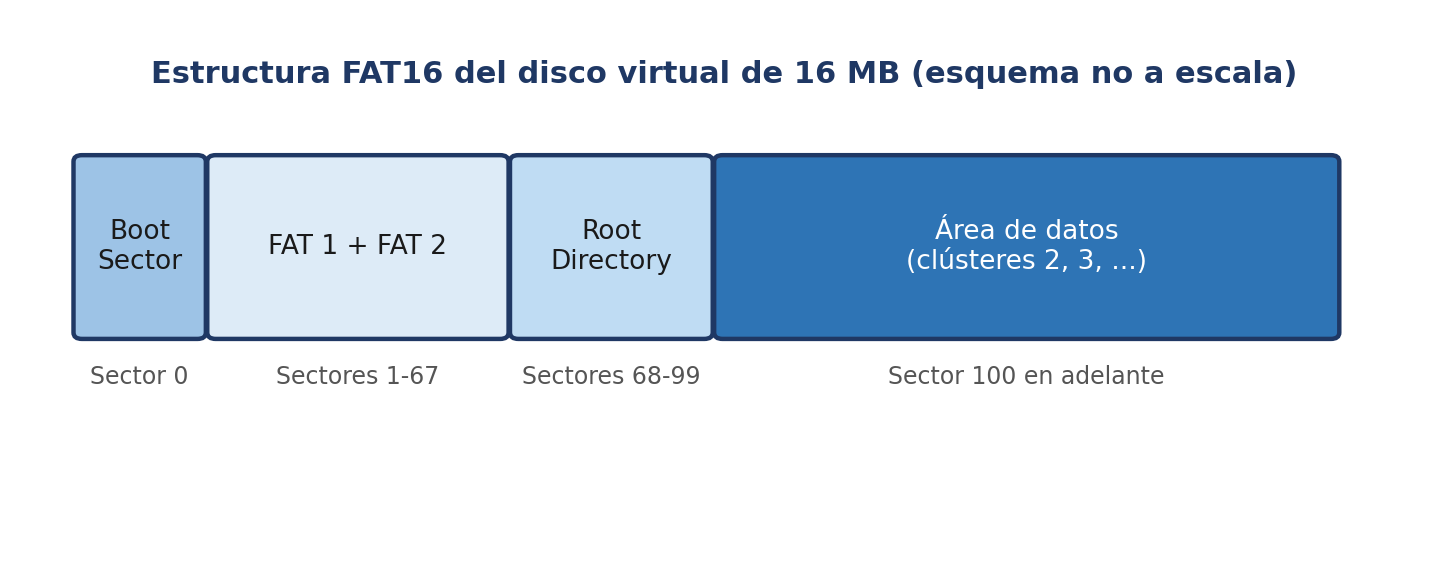 Estructura FAT16 del disco virtual de 16 MB (esquema no a escala)
Boot
Sector
FAT 1 + FAT 2
Root
Directory
Área de datos
(clústeres 2, 3, ...)
Sector 0
Sectores 1-67
Sectores 68-99
Sector 100 en adelante